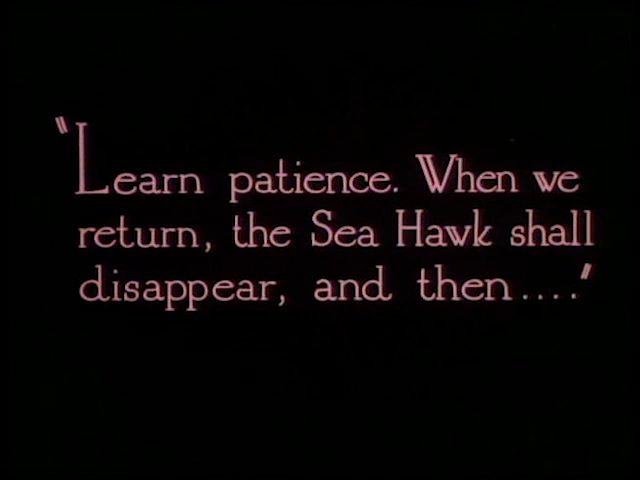 "Learn patience. When we
return, the Sea Hawk shall
disappear, and then...."